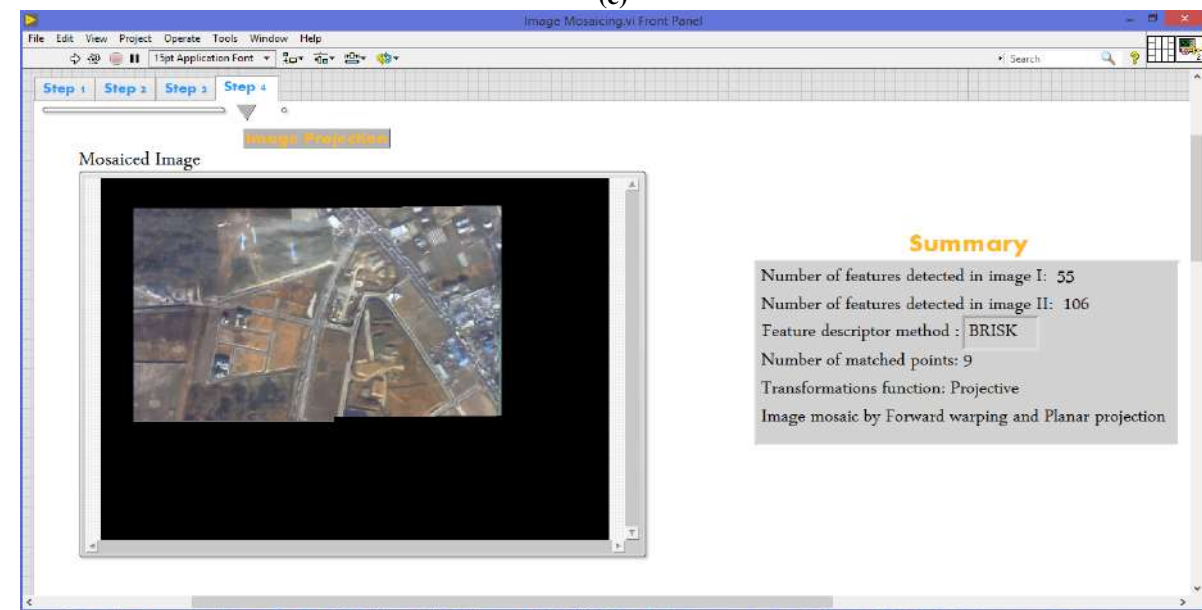 (c)
Image Mosaicing.vi Front Panel
File Edit View Project Operate Tools Window Help
15pt Application Font
Search
2
Step 1 Step 2 Step 3 Step 4
Image Projection
Mosaiced Image
Summary
Number of features detected in image I: 55
Number of features detected in image II: 106
Feature descriptor method : BRISK
Number of matched points: 9
Transformations function: Projective
Image mosaic by Forward warping and Planar projection